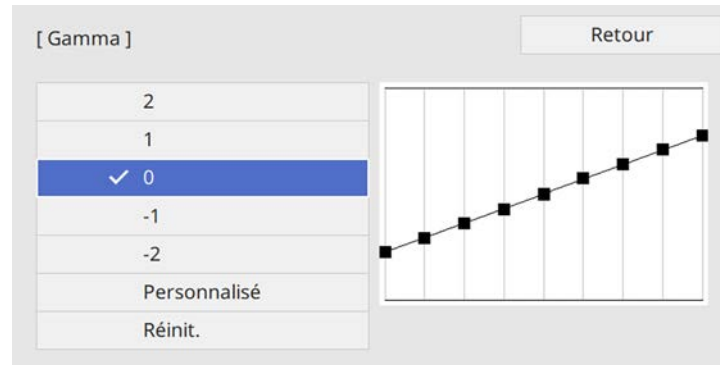 [ Gamma ]
Retour
2
1
0
-1
-2
Personnalisé
Réinit.